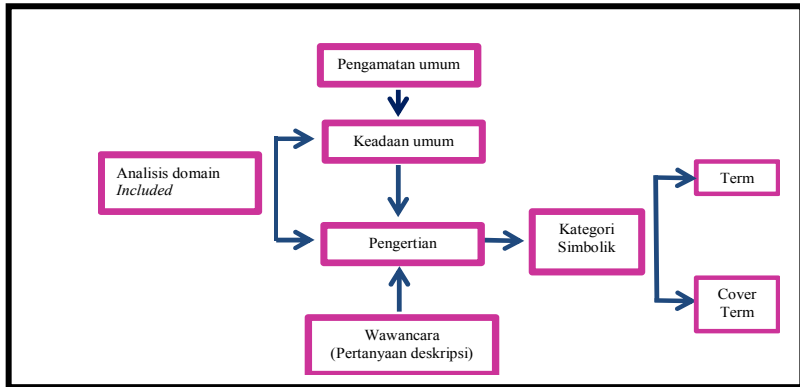 Pengamatan umum
Keadaan umum
Analisis domain
Included
Term
Pengertian
Kategori
Simbolik
Cover
Term
Wawancara
(Pertanyaan deskripsi)